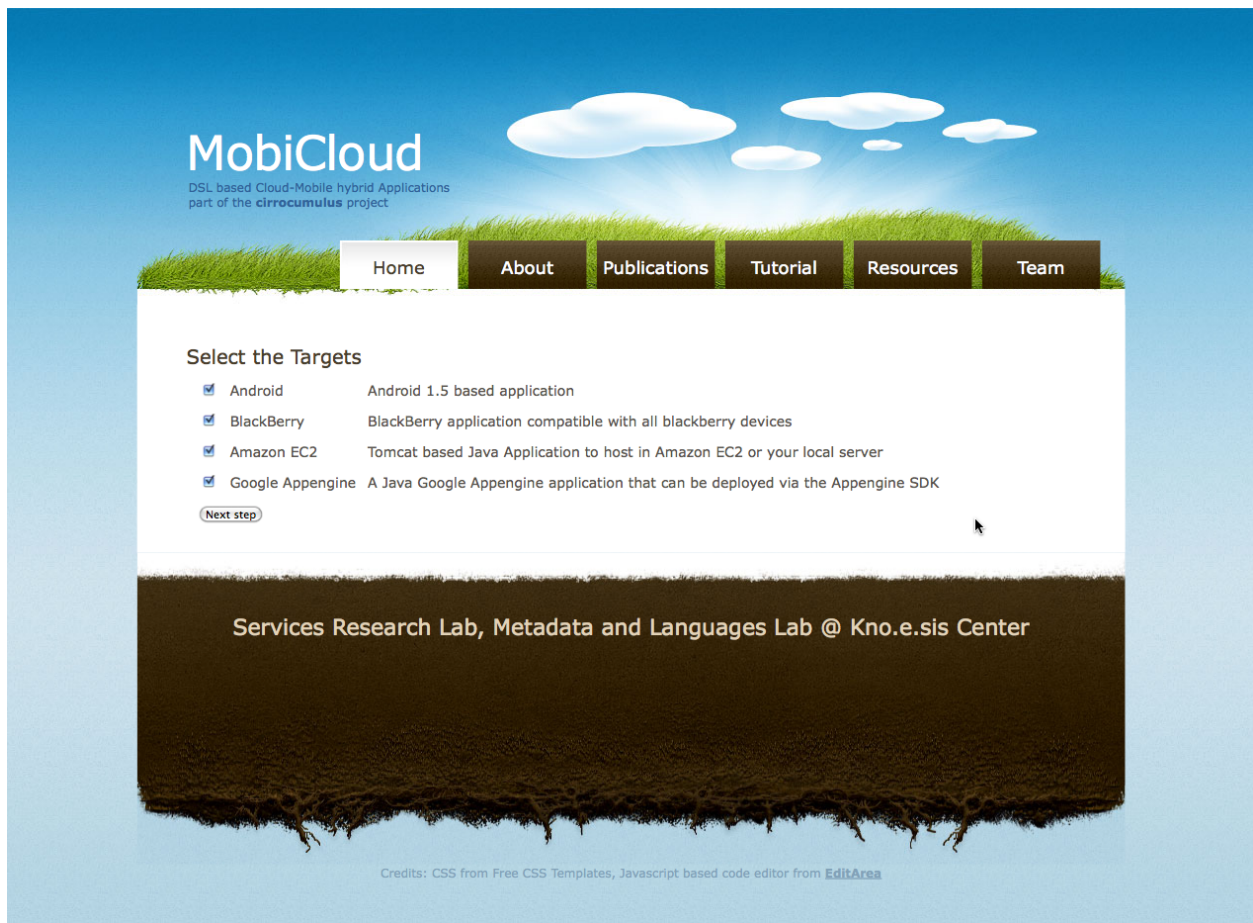 MobiCloud
DSL based Cloud-Mobile hybrid Applications
part of the cirrocumulus project
Home About Publications Tutorial Resources Team
Select the Targets
Android Android 1.5 based application
BlackBerry BlackBerry application compatible with all blackberry devices
Amazon EC2 Tomcat based Java Application to host in Amazon EC2 or your local server
Google Appengine A Java Google Appengine application that can be deployed via the Appengine SDK
Next step
Services Research Lab, Metadata and Languages Lab @ Kno.e.sis Center
Credits: CSS from Free CSS Templates, Javascript based code editor from EditArea